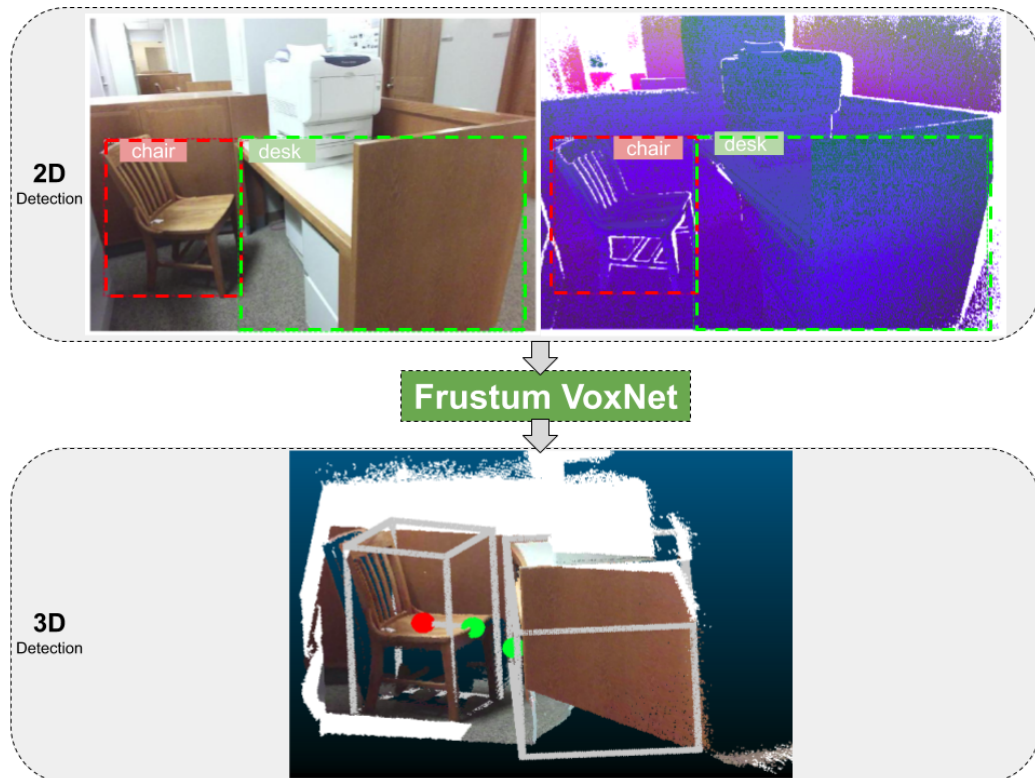 2D
Detection
chair
desk
chair
desk
Frustum VoxNet
3D
Detection